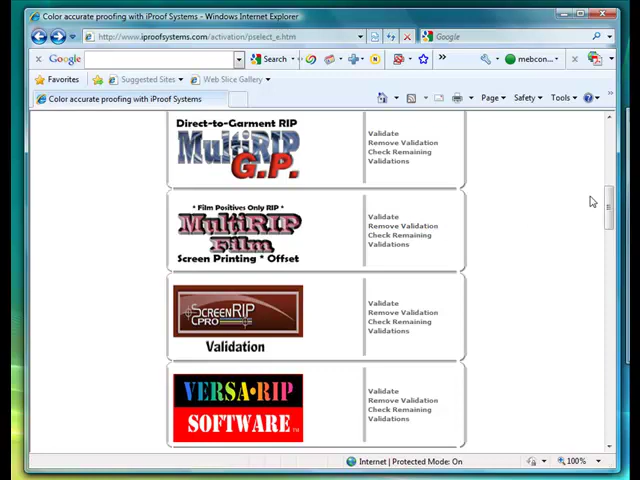 Color accurate proofing with iProof Systems - Windows Internet Explorer
http://www.iproofsystems.com/activation/pselect_e.htm
Google
Google
Search
mebcon...
Favorites
Suggested Sites
Web Slice Gallery
Color accurate proofing with iProof Systems
Page
Safety
Tools
Direct-to-Garment RIP
MultiRIP
G.P.
Validate
Remove Validation
Check Remaining
Validations
* Film Positives Only RIP *
MultiRIP
Film
Screen Printing * Offset
Validate
Remove Validation
Check Remaining
Validations
SCREENRIP
CPRO
Validation
Validate
Remove Validation
Check Remaining
Validations
VERSA•RIP
SOFTWARE
Validate
Remove Validation
Check Remaining
Validations
Internet | Protected Mode: On
100%